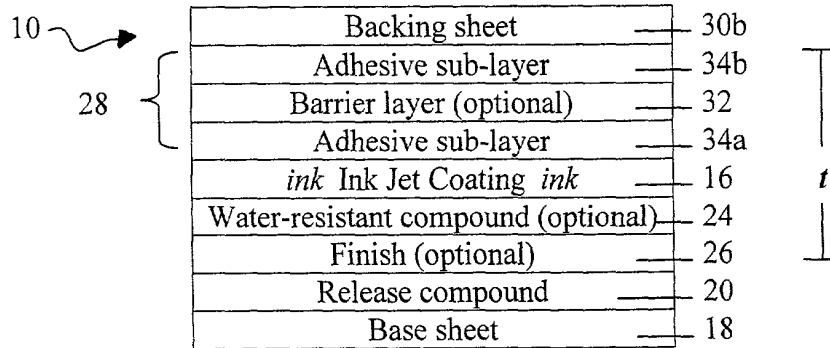 10 Backing sheet 30b
Adhesive sub-layer 34b
28 Barrier layer (optional) 32
Adhesive sub-layer 34a
ink Ink Jet Coating ink 16 t
Water-resistant compound (optional) 24
Finish (optional) 26
Release compound 20
Base sheet 18